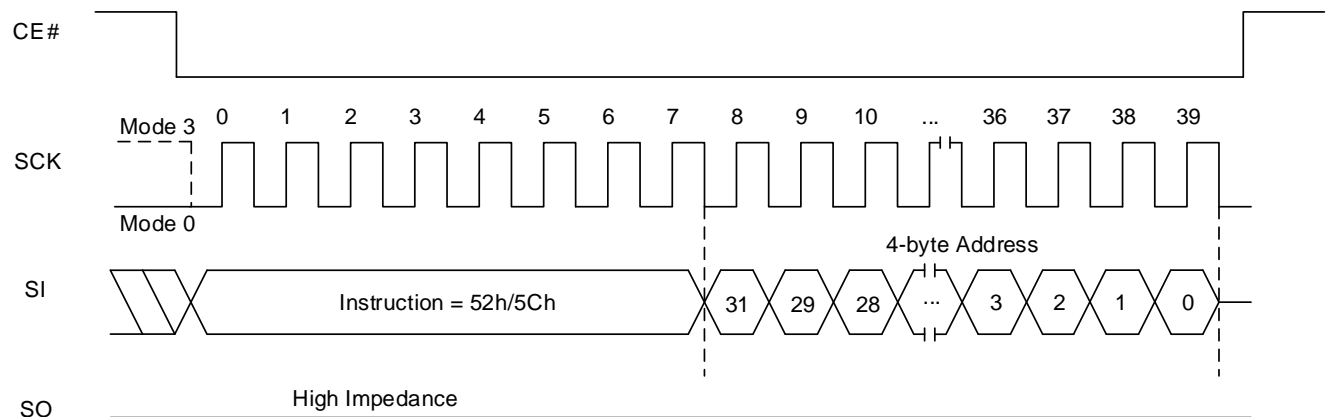 CE#
0 1 2 3 4 5 6 7 8 9 10 ... 36 37 38 39
Mode 3
SCK
Mode 0
4-byte Address
SI
Instruction = 52h/5Ch
31 29 28 ... 3 2 1 0
High Impedance
SO